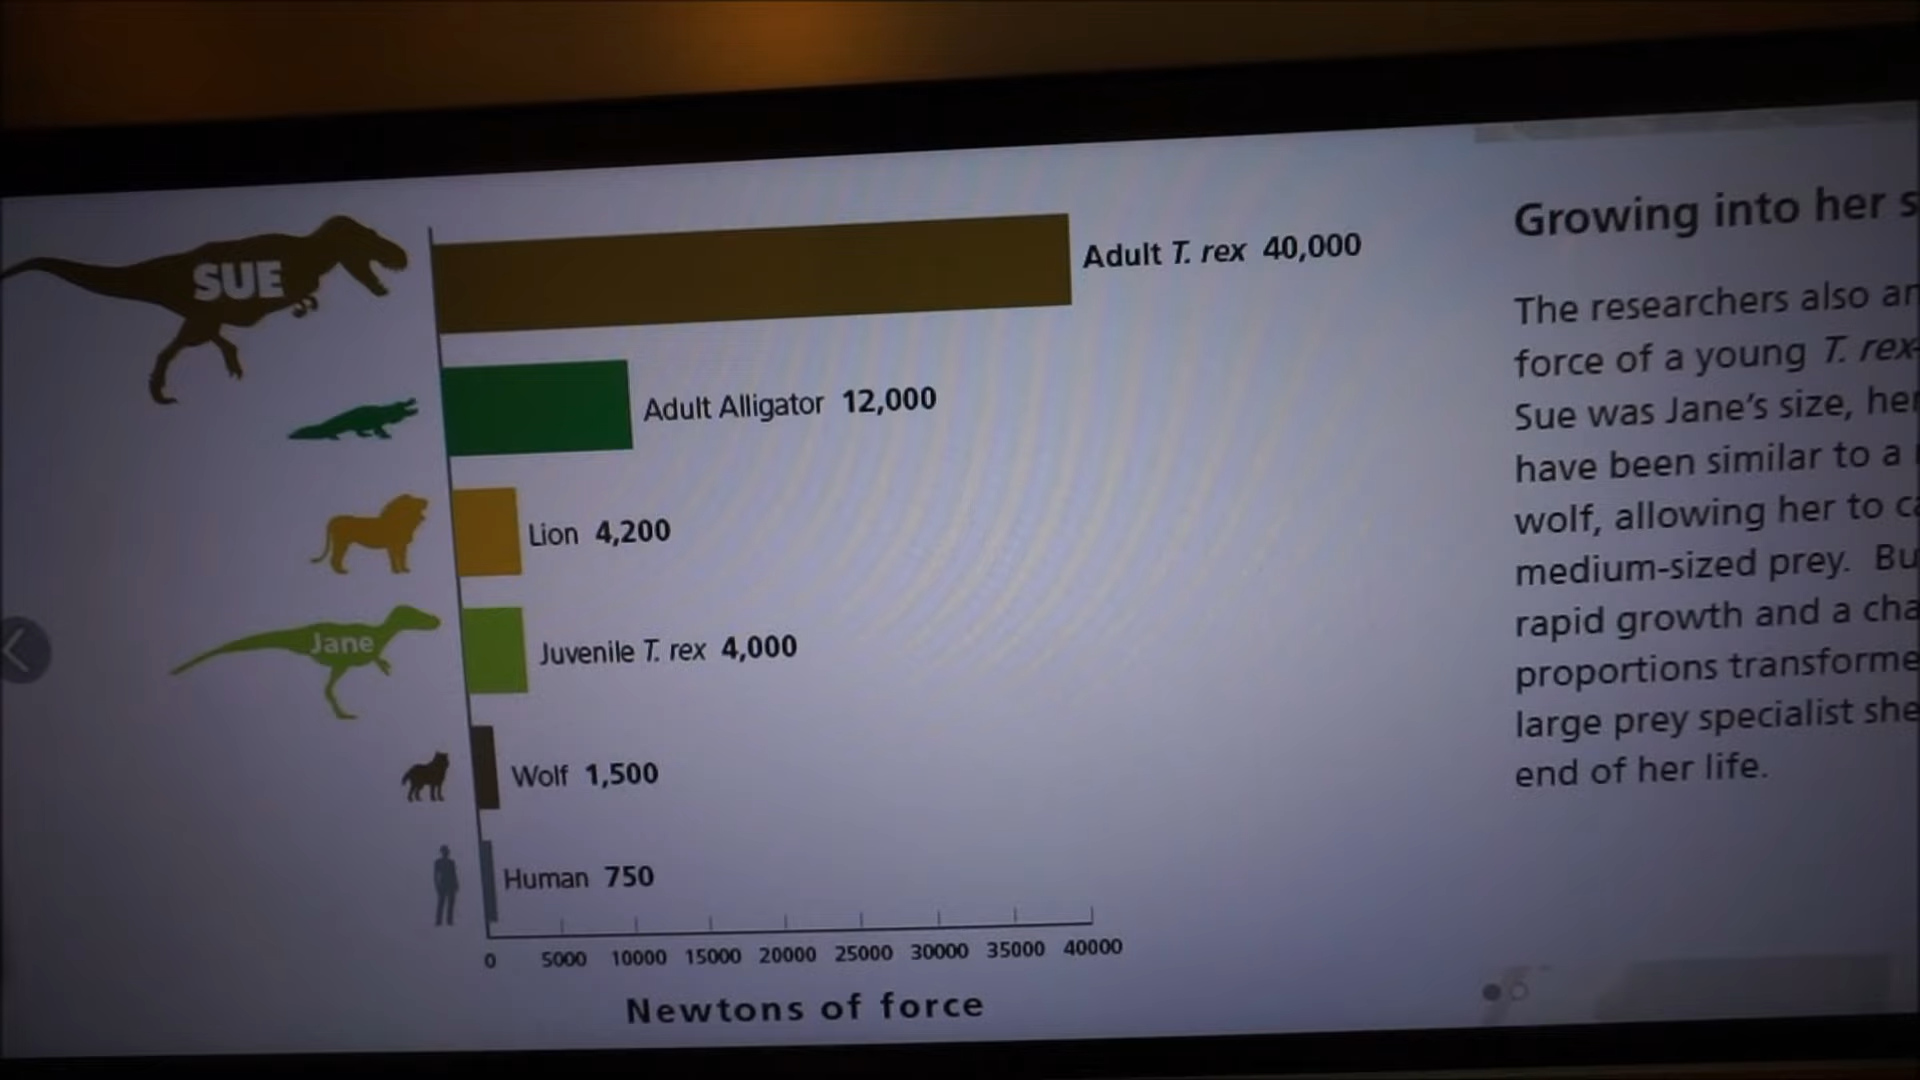 SUE
Adult T. rex 40,000
Adult Alligator 12,000
Lion 4,200
Jane
Juvenile T. rex 4,000
Wolf 1,500
Human 750
0 5000 10000 15000 20000 25000 30000 35000 40000
Newtons of force
Growing into her
The researchers also
force of a young T. rex
Sue was Jane's size, her
have been similar to a
wolf, allowing her to
medium-sized prey.
rapid growth and a
proportions
large prey specialist she
end of her life.